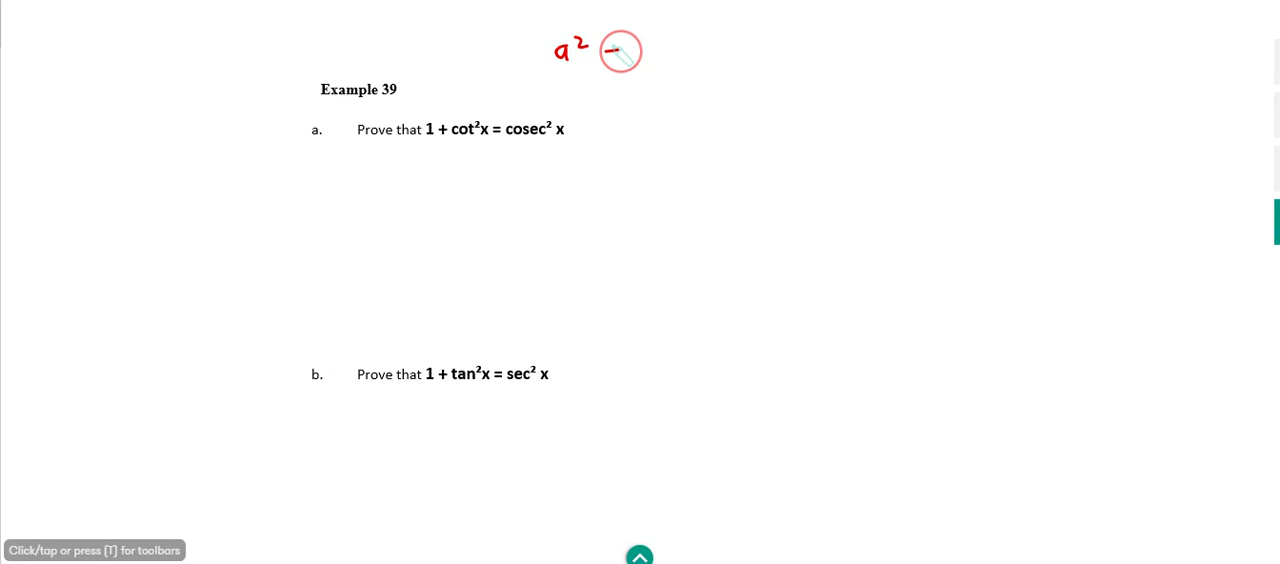 a² -
Example 39
a. Prove that 1 + cot²x = cosec² x
b. Prove that 1 + tan²x = sec² x
Click/tap or press [T] for toolbars